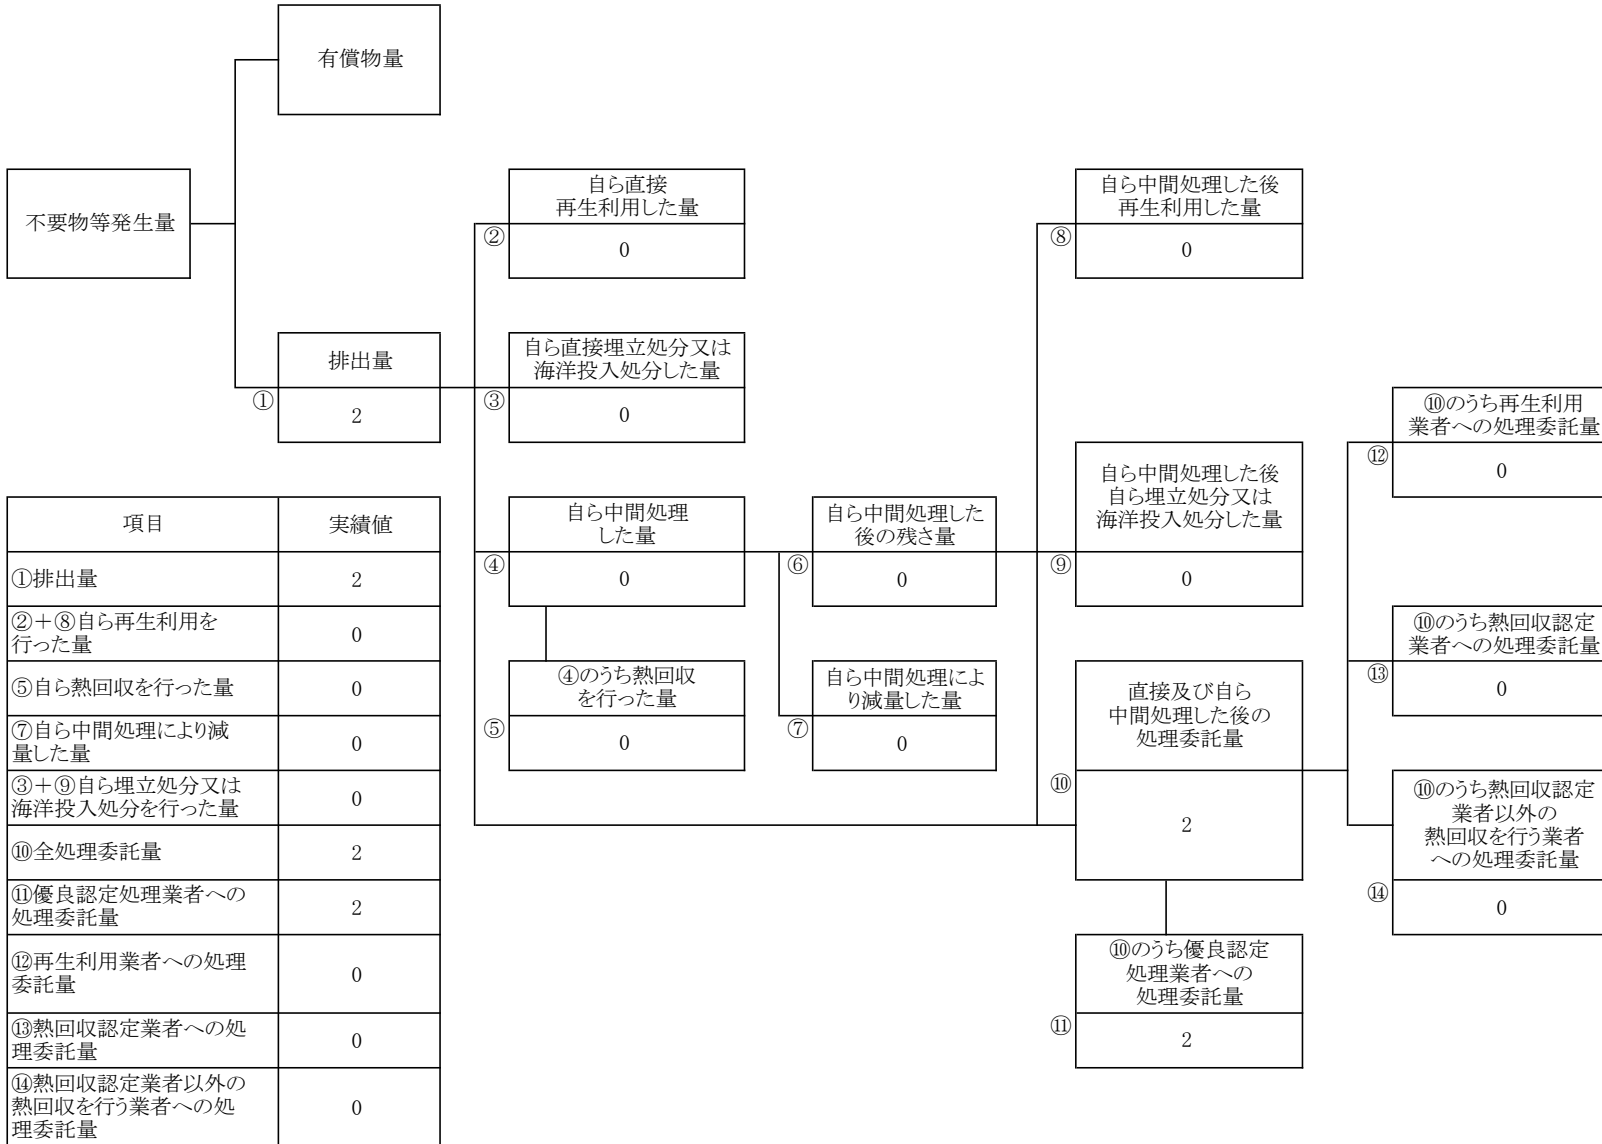 有償物量
不要物等発生量
自ら直接
再生利用した量
②
0
自ら中間処理した後
再生利用した量
⑧
0
排出量
①
2
自ら直接埋立処分又は
海洋投入処分した量
③
0
⑩のうち再生利用
業者への処理委託量
⑫
0
自ら中間処理
した量
④
0
自ら中間処理した
後の残さ量
⑥
0
自ら中間処理した後
自ら埋立処分又は
海洋投入処分した量
⑨
0
⑩のうち熱回収認定
業者への処理委託量
⑬
0
④のうち熱回収
を行った量
⑤
0
自ら中間処理によ
り減量した量
⑦
0
直接及び自ら
中間処理した後の
処理委託量
⑩
2
⑩のうち熱回収認定
業者以外の
熱回収を行う業者
への処理委託量
⑭
0
⑩のうち優良認定
処理業者への
処理委託量
⑪
2
項目 実績値
①排出量 2
②＋⑧自ら再生利用を
行った量 0
⑤自ら熱回収を行った量 0
⑦自ら中間処理により減
量した量 0
③＋⑨自ら埋立処分又は
海洋投入処分を行った量 0
⑩全処理委託量 2
⑪優良認定処理業者への
処理委託量 2
⑫再生利用業者への処理
委託量 0
⑬熱回収認定業者への処
理委託量 0
⑭熱回収認定業者以外の
熱回収を行う業者への処
理委託量 0